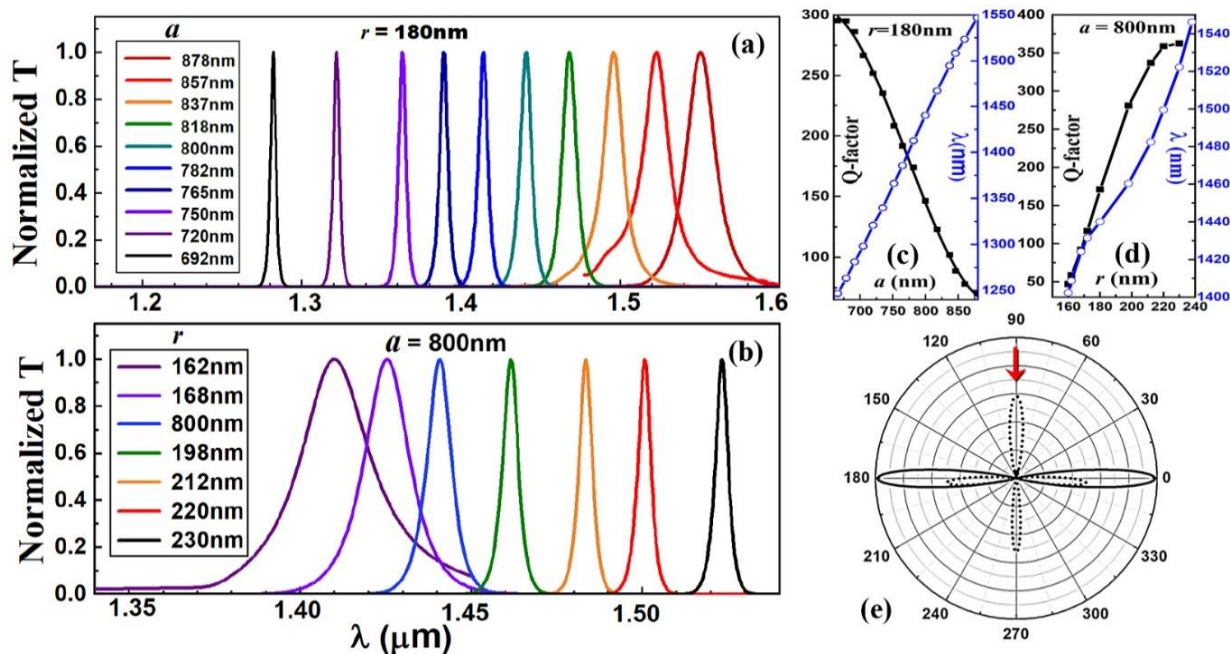 a
r = 180nm
(a)
878nm
857nm
837nm
818nm
800nm
782nm
765nm
750nm
720nm
692nm
Normalized T
1.0
0.8
0.6
0.4
0.2
0.0
1.2
1.3
1.4
1.5
1.6
r
a = 800nm
(b)
162nm
168nm
800nm
198nm
212nm
220nm
230nm
Normalized T
1.0
0.8
0.6
0.4
0.2
0.0
1.35
1.40
1.45
1.50
λ (μm)
300
250
200
150
100
Q-factor
r=180nm
(c)
a (nm)
700
750
800
850
1550
1500
1450
1400
1350
1300
1250
λ(nm)
400
350
300
250
200
150
100
50
Q-factor
a = 800nm
(d)
r (nm)
160
180
200
220
240
1540
1520
1500
1480
1460
1440
1420
1400
λ (nm)
90
60
30
0
330
300
270
240
210
180
150
120
(e)